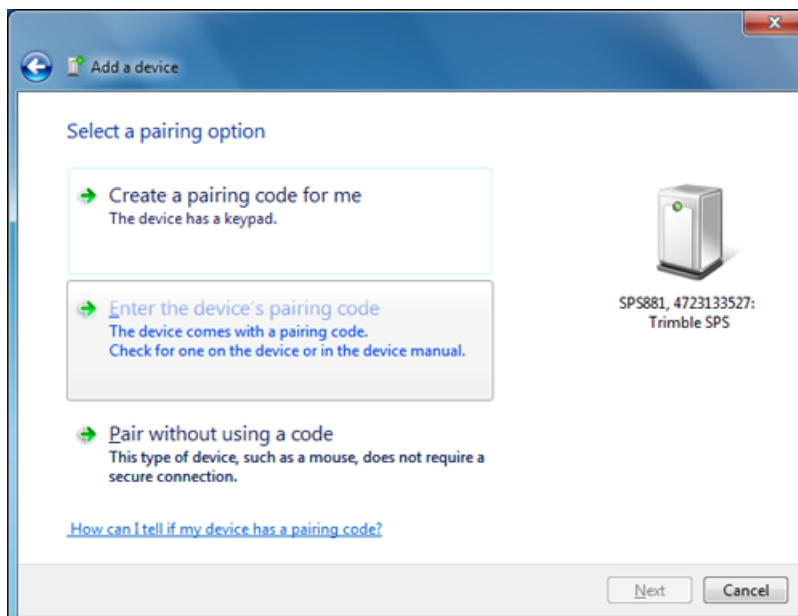 Add a device
Select a pairing option
Create a pairing code for me
The device has a keypad.
Enter the device's pairing code
The device comes with a pairing code.
Check for one on the device or in the device manual.
Pair without using a code
This type of device, such as a mouse, does not require a
secure connection.
How can I tell if my device has a pairing code?
SPS881, 4723133527:
Trimble SPS
Next
Cancel